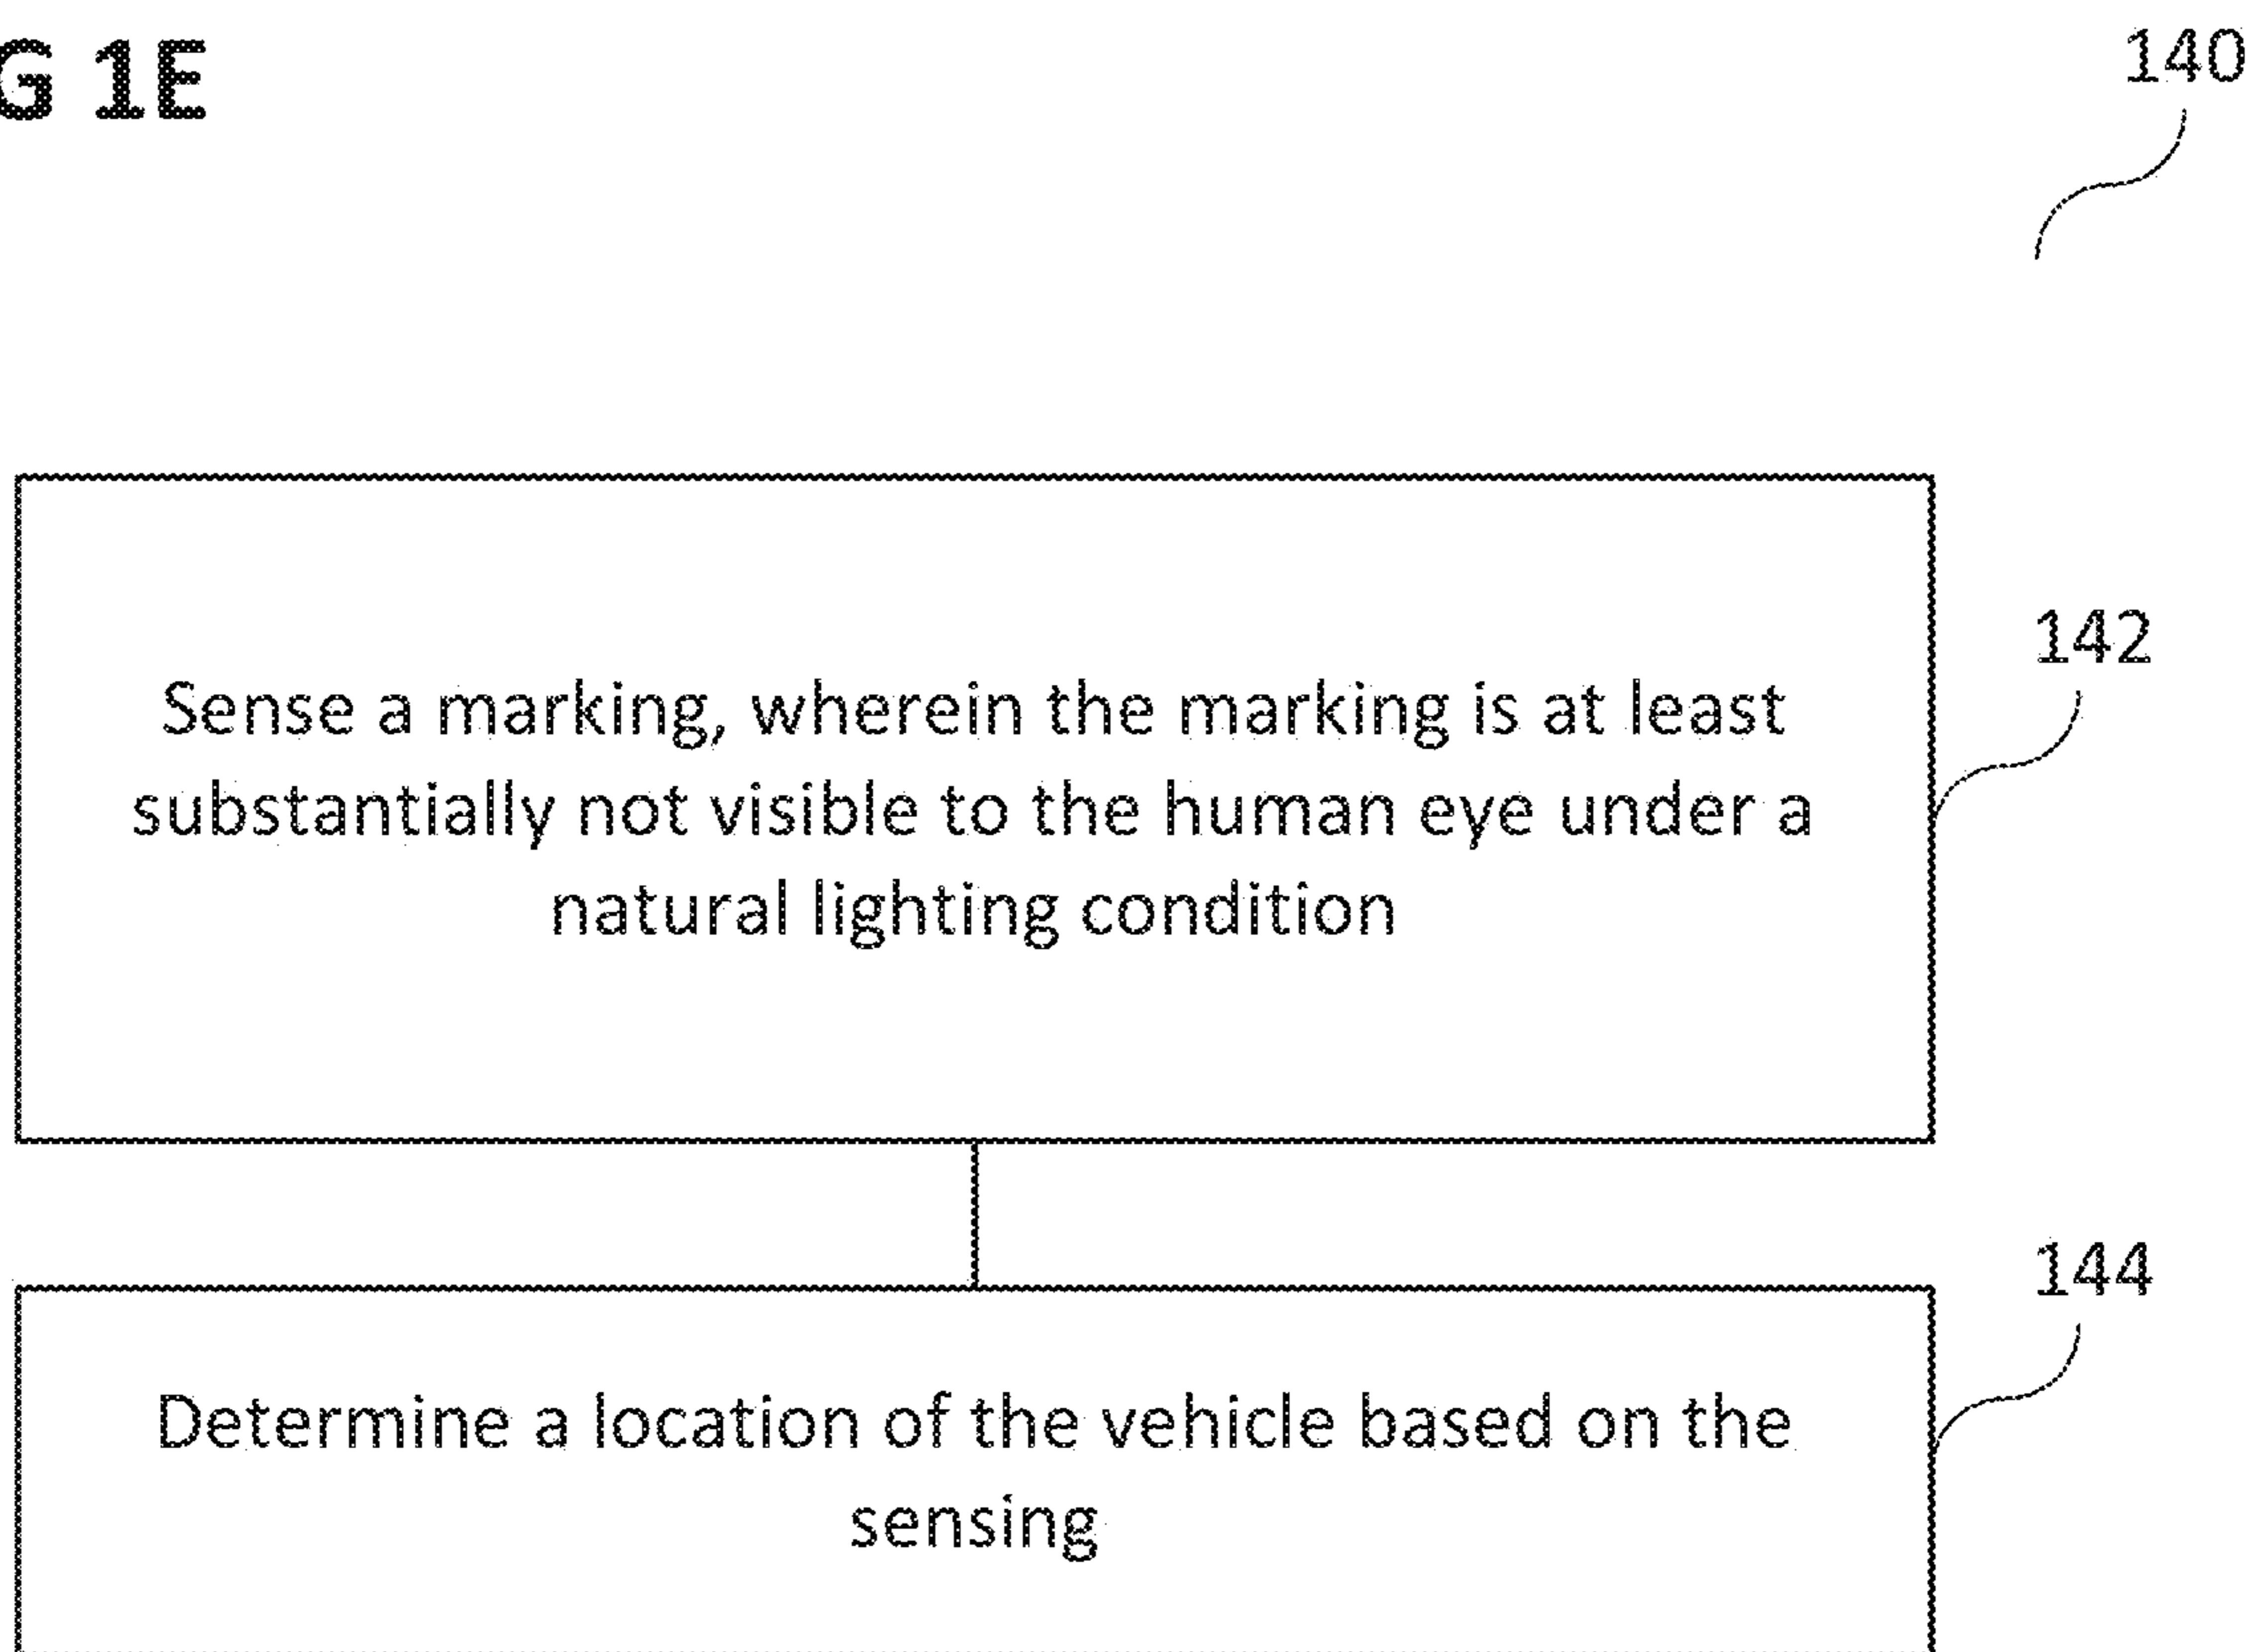 G 1E
140
142
Sense a marking, wherein the marking is at least
substantially not visible to the human eye under a
natural lighting condition
144
Determine a location of the vehicle based on the
sensing